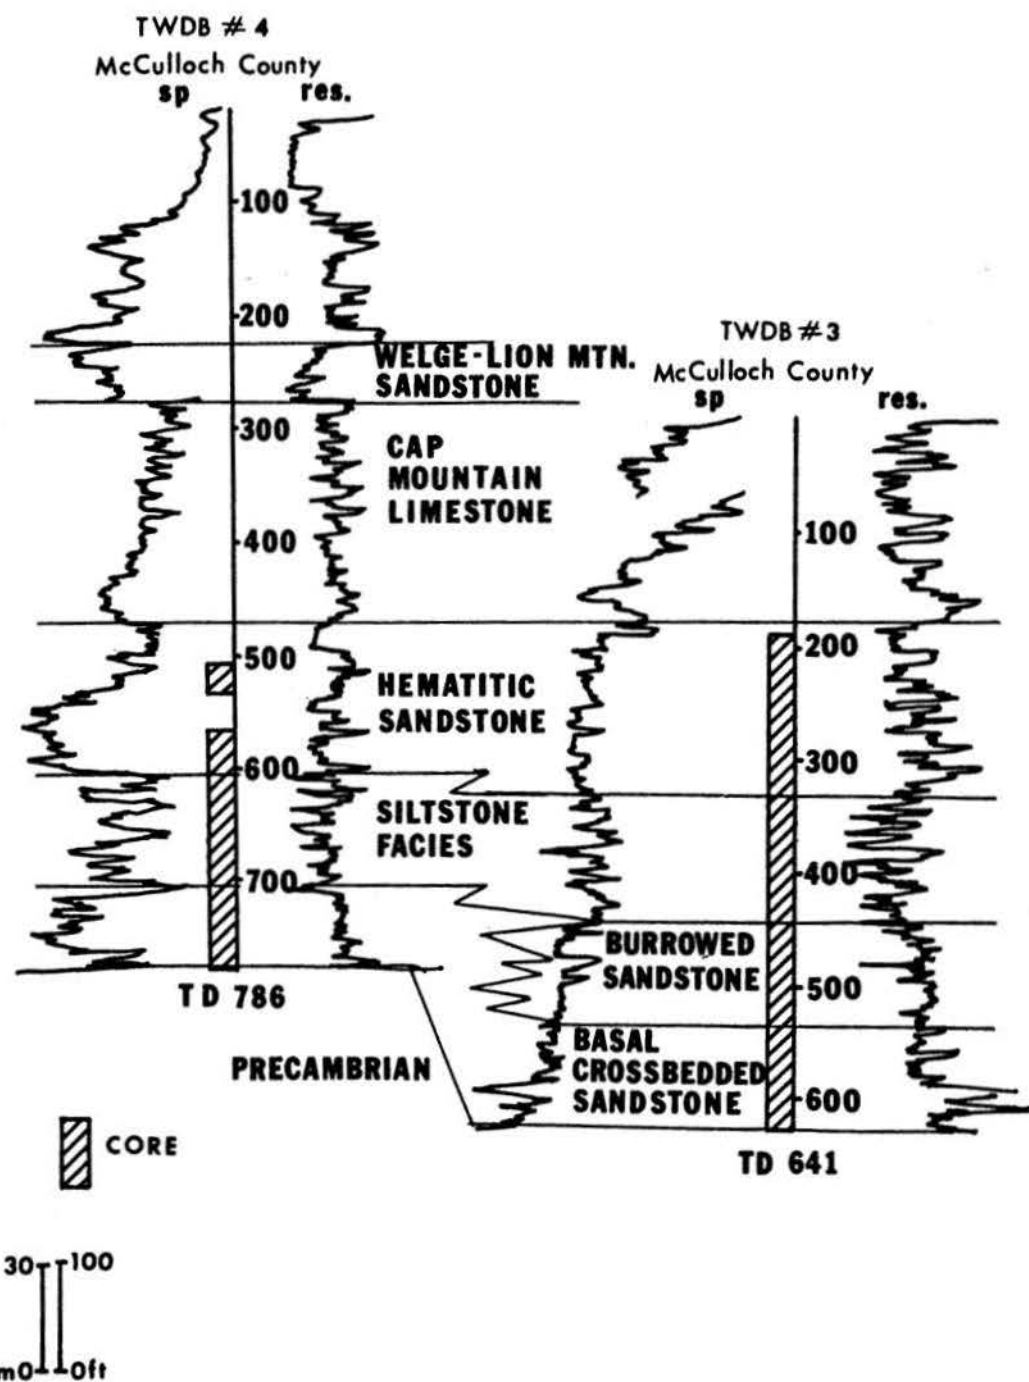 TWDB # 4
McCulloch County
sp res.
100
200
WELGE-LION MTN.
SANDSTONE
300
CAP
MOUNTAIN
LIMESTONE
400
500
HEMATITIC
SANDSTONE
600
SILTSTONE
FACIES
700
TD 786
TWDB # 3
McCulloch County
sp res.
100
200
300
400
BURROWED
SANDSTONE
500
BASAL
CROSSBEDDED
SANDSTONE
600
TD 641
PRECAMBRIAN
CORE
30 100
m0 0ft